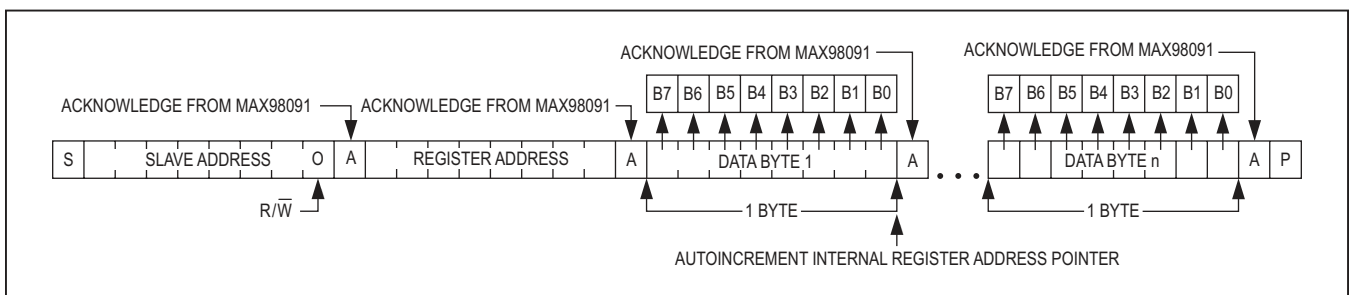 ACKNOWLEDGE FROM MAX98091 ACKNOWLEDGE FROM MAX98091
B7 B6 B5 B4 B3 B2 B1 B0 B7 B6 B5 B4 B3 B2 B1 B0
ACKNOWLEDGE FROM MAX98091 ACKNOWLEDGE FROM MAX98091
S SLAVE ADDRESS O A REGISTER ADDRESS A DATA BYTE 1 A DATA BYTE n A P
R/W̅ 1 BYTE 1 BYTE
AUTOINCREMENT INTERNAL REGISTER ADDRESS POINTER